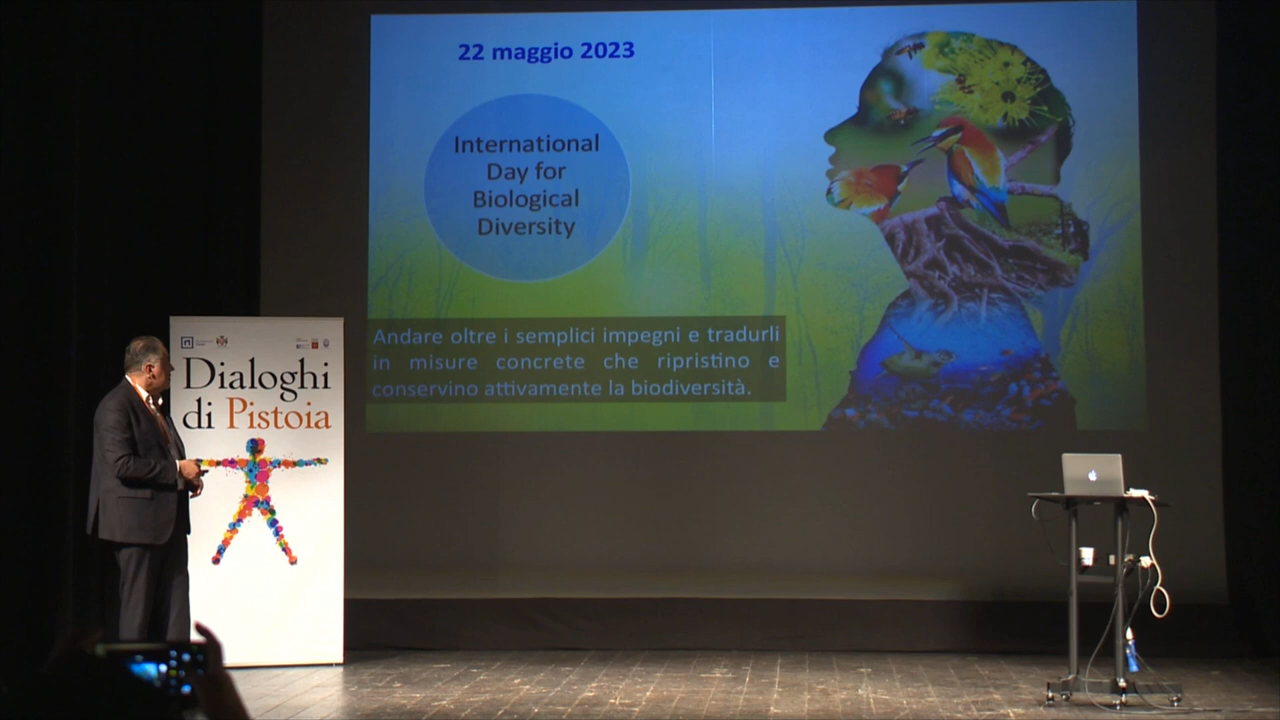 22 maggio 2023
International
Day for
Biological
Diversity
Andare oltre i semplici impegni e tradurli
in misure concrete che ripristino e
conservino attivamente la biodiversità.
Dialoghi
di Pistoia